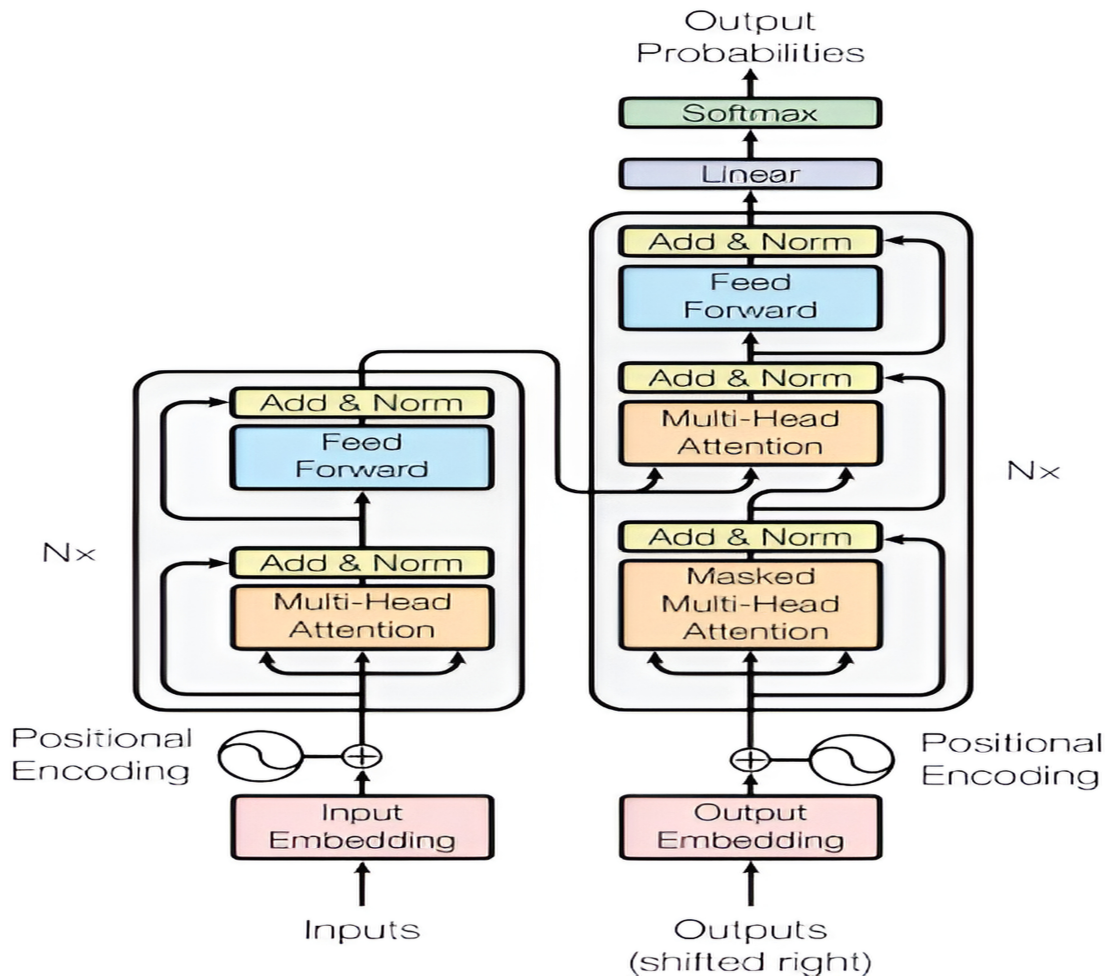 Output
Probabilities
Softmax
Linear
Add & Norm
Feed
Forward
Add & Norm
Multi-Head
Attention
Add & Norm
Masked
Multi-Head
Attention
Nx
Add & Norm
Feed
Forward
Add & Norm
Multi-Head
Attention
Nx
Positional
Encoding
Positional
Encoding
Input
Embedding
Output
Embedding
Inputs
Outputs
(shifted right)